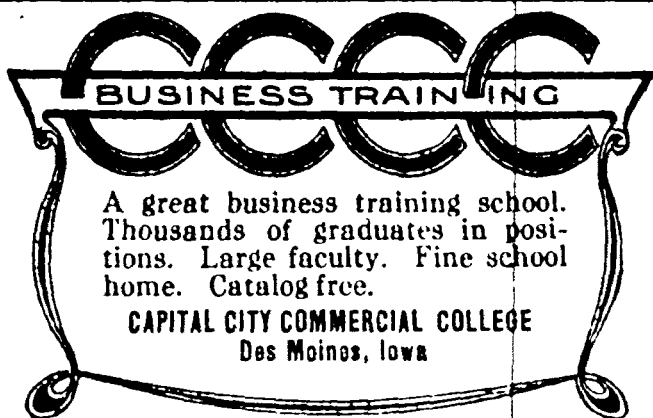 CCCC
BUSINESS TRAINING
A great business training school.
Thousands of graduates in posi-
tions. Large faculty. Fine school
home. Catalog free.
CAPITAL CITY COMMERCIAL COLLEGE
Des Moines, Iowa